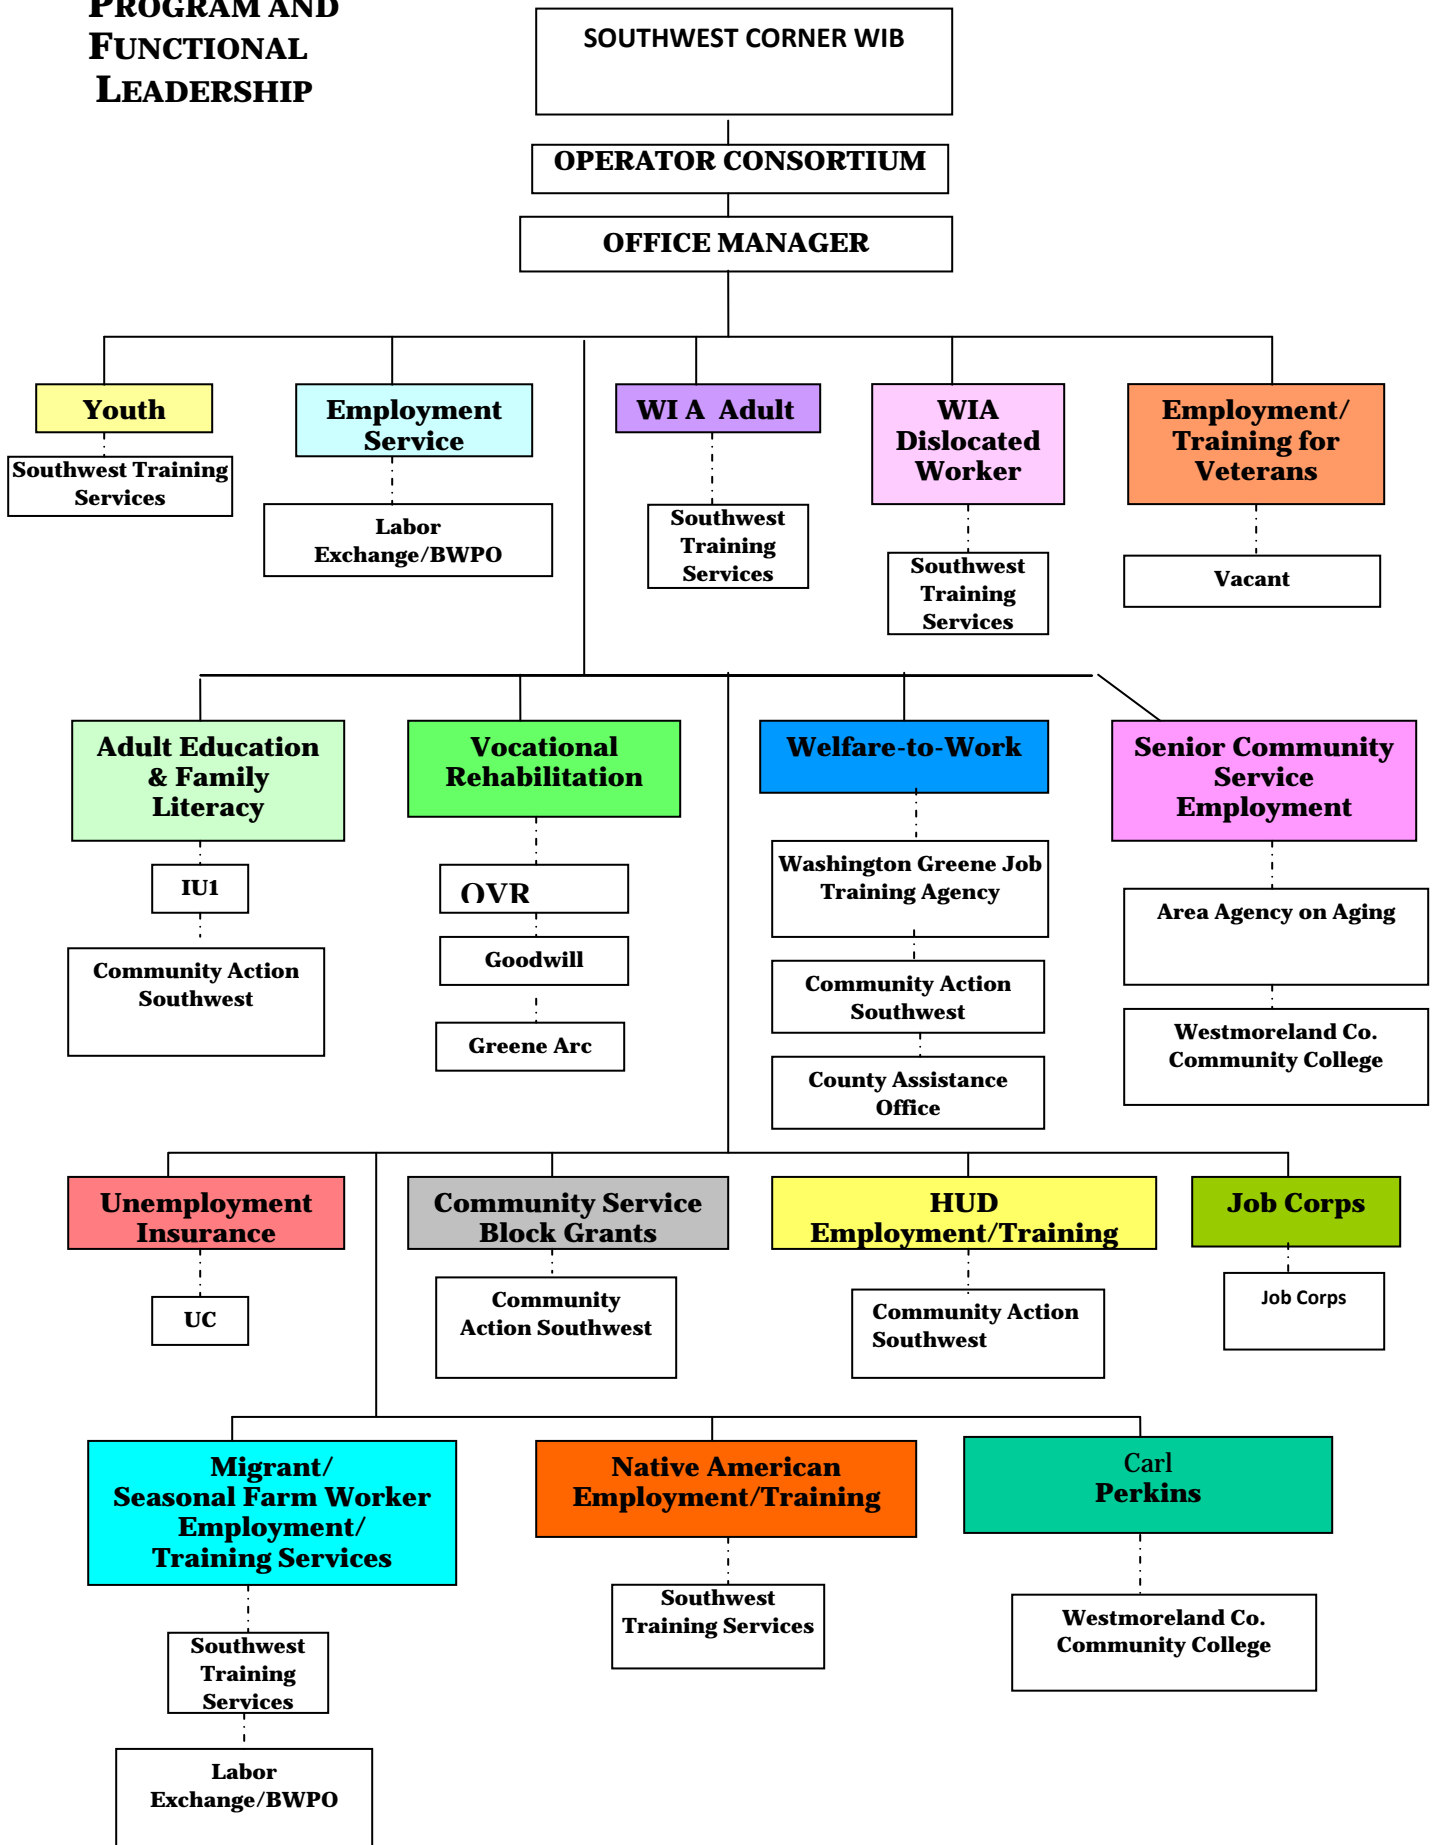 PROGRAM AND
FUNCTIONAL
LEADERSHIP
SOUTHWEST CORNER WIB
OPERATOR CONSORTIUM
OFFICE MANAGER
Youth
Southwest Training
Services
Employment
Service
Labor
Exchange/BWPO
WI A Adult
Southwest
Training
Services
WIA
Dislocated
Worker
Southwest
Training
Services
Employment/
Training for
Veterans
Vacant
Adult Education
& Family
Literacy
IU1
Community Action
Southwest
Vocational
Rehabilitation
OVR
Goodwill
Greene Arc
Welfare-to-Work
Washington Greene Job
Training Agency
Community Action
Southwest
County Assistance
Office
Senior Community
Service
Employment
Area Agency on Aging
Westmoreland Co.
Community College
Unemployment
Insurance
UC
Community Service
Block Grants
Community
Action Southwest
HUD
Employment/Training
Community Action
Southwest
Job Corps
Job Corps
Migrant/
Seasonal Farm Worker
Employment/
Training Services
Southwest
Training
Services
Labor
Exchange/BWPO
Native American
Employment/Training
Southwest
Training Services
Carl
Perkins
Westmoreland Co.
Community College